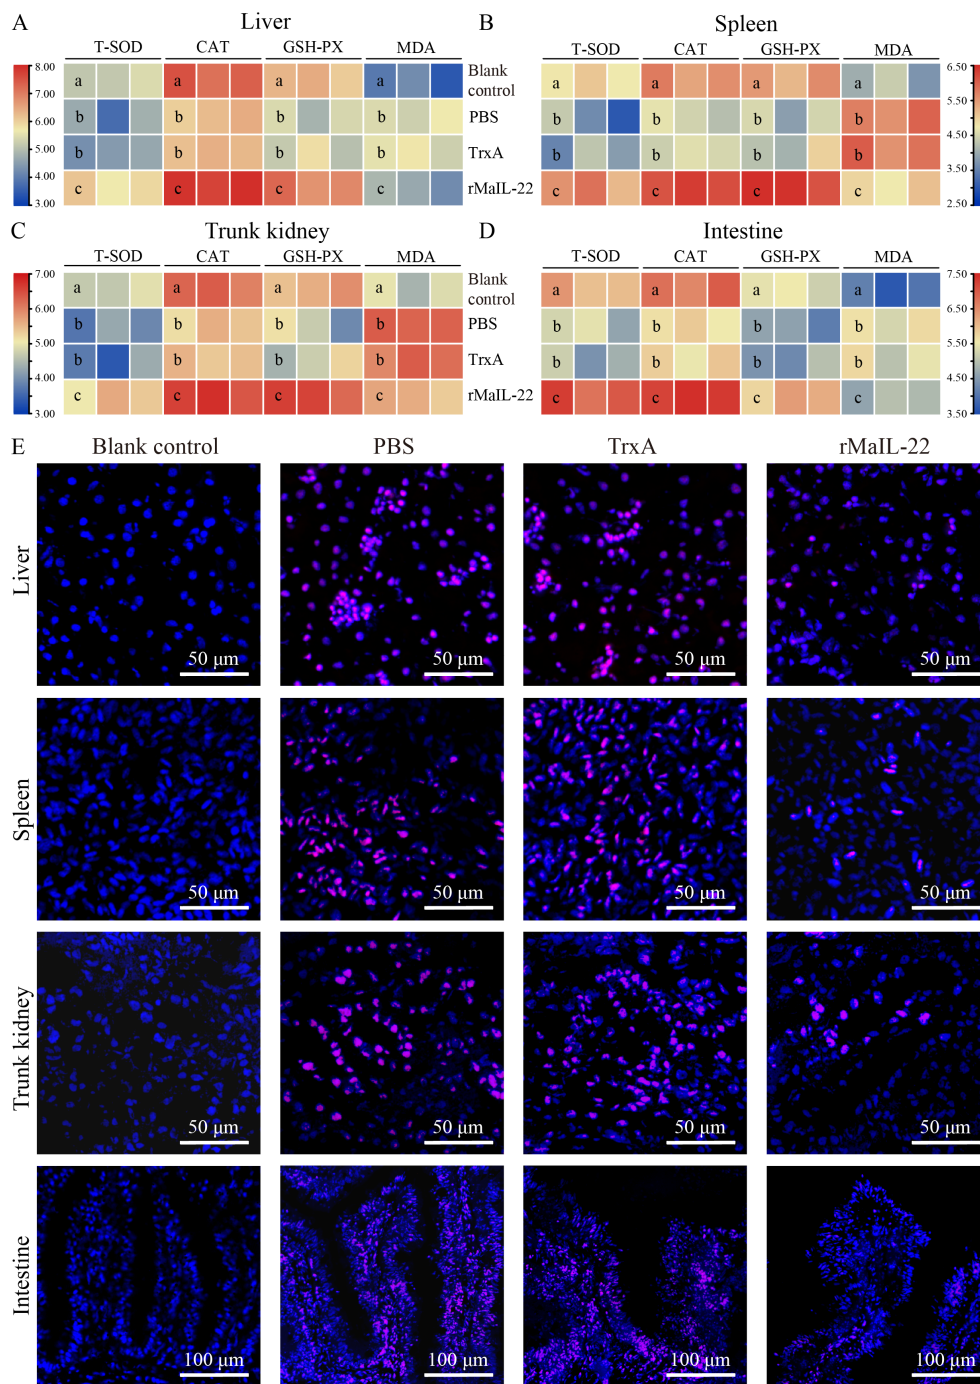 A Liver B Spleen
T-SOD CAT GSH-PX MDA T-SOD CAT GSH-PX MDA
8.00 7.00 6.00 5.00 4.00 3.00
a a a a Blank control a a a a
b b b b PBS b b b b
b b b b TrxA b b b b
c c c c rMaIL-22 c c c c
6.50 5.50 4.50 3.50 2.50
C Trunk kidney D Intestine
T-SOD CAT GSH-PX MDA T-SOD CAT GSH-PX MDA
7.00 6.00 5.00 4.00 3.00
a a a a Blank control a a a a
b b b b PBS b b b b
b b b b TrxA b b b b
c c c c rMaIL-22 c c c c
7.50 6.50 5.50 4.50 3.50
E Blank control PBS TrxA rMaIL-22
Liver
50 μm 50 μm 50 μm 50 μm
Spleen
50 μm 50 μm 50 μm 50 μm
Trunk kidney
50 μm 50 μm 50 μm 50 μm
Intestine
100 μm 100 μm 100 μm 100 μm